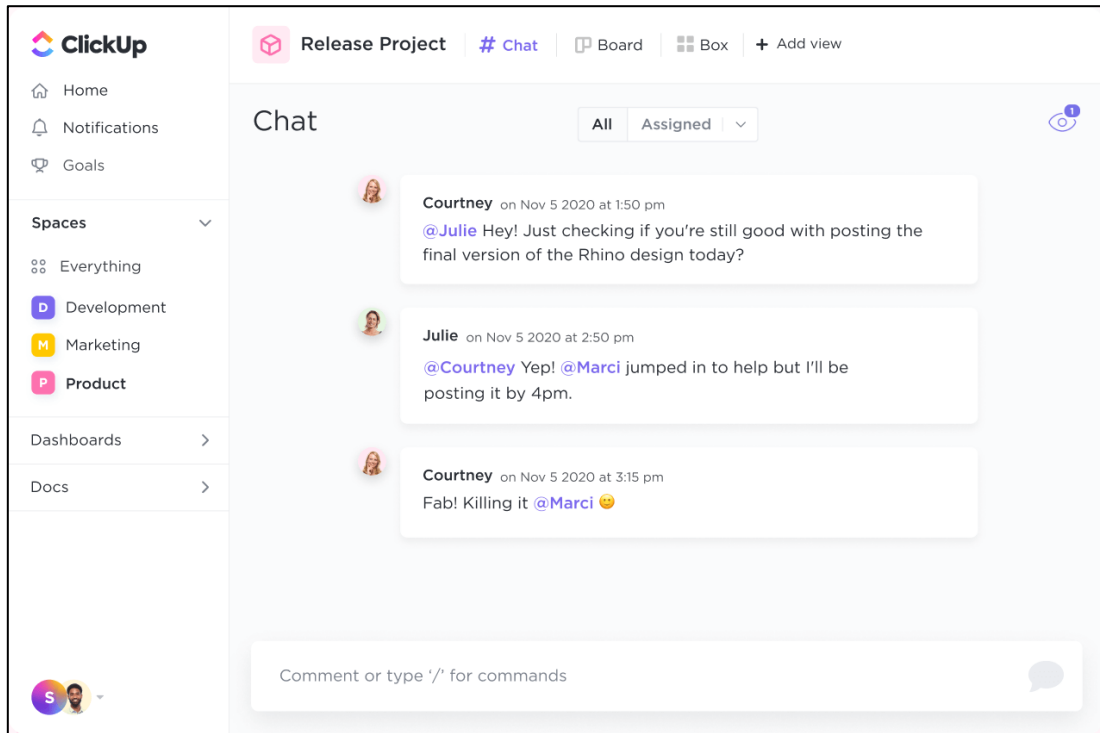 ClickUp
Home
Notifications
Goals
Spaces
Everything
D Development
M Marketing
P Product
Dashboards
Docs
S
Release Project
# Chat
Board
Box
+ Add view
Chat
All
Assigned
1
Courtney on Nov 5 2020 at 1:50 pm
@Julie Hey! Just checking if you're still good with posting the
final version of the Rhino design today?
Julie on Nov 5 2020 at 2:50 pm
@Courtney Yep! @Marci jumped in to help but I'll be
posting it by 4pm.
Courtney on Nov 5 2020 at 3:15 pm
Fab! Killing it @Marci 🙂
Comment or type ‘/’ for commands